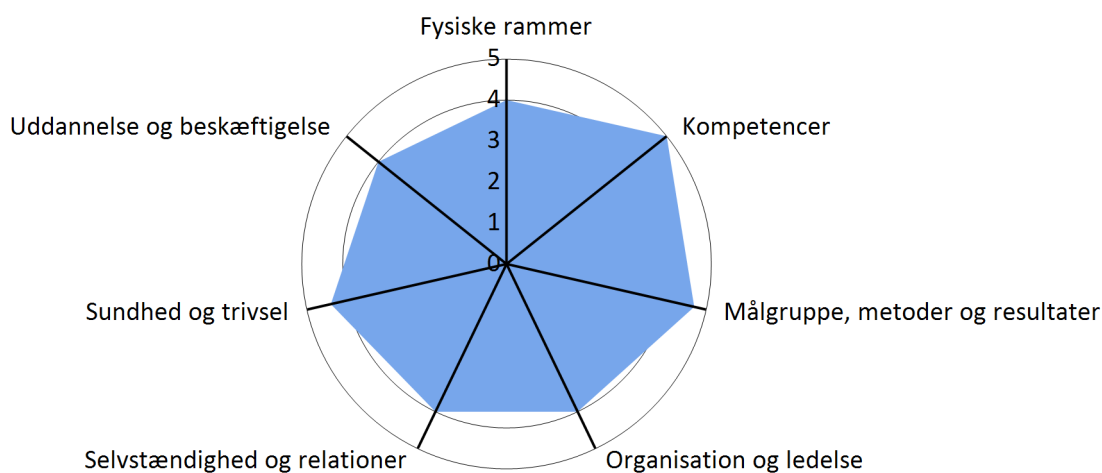 Fysiske rammer
5
4
3
2
1
0
Kompetencer
Målgruppe, metoder og resultater
Organisation og ledelse
Selvstændighed og relationer
Sundhed og trivsel
Uddannelse og beskæftigelse